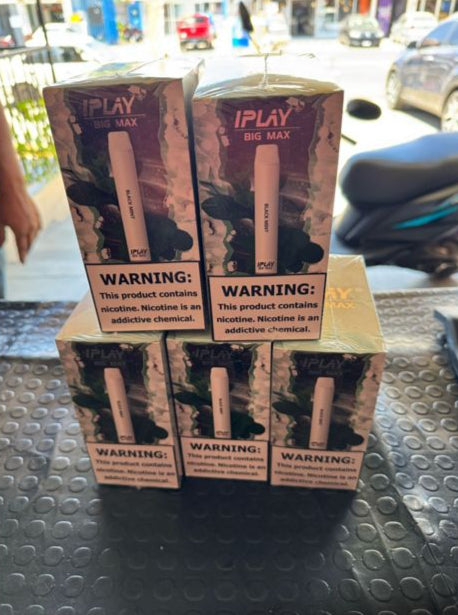 IPLAY
BIG MAX
BLACK MINT
IPLAY
WARNING:
This product contains
nicotine. Nicotine is an
addictive chemical.
IPLAY
BIG MAX
BLACK MINT
IPLAY
WARNING:
This product contains
nicotine. Nicotine is an
addictive chemical.
IPLAY
WARNING:
This product contains
nicotine. Nicotine is an
addictive chemical.
IPLAY
WARNING:
This product contains
nicotine. Nicotine is an
addictive chemical.
MAX
WARNING:
This product contains
nicotine. Nicotine is an
addictive chemical.